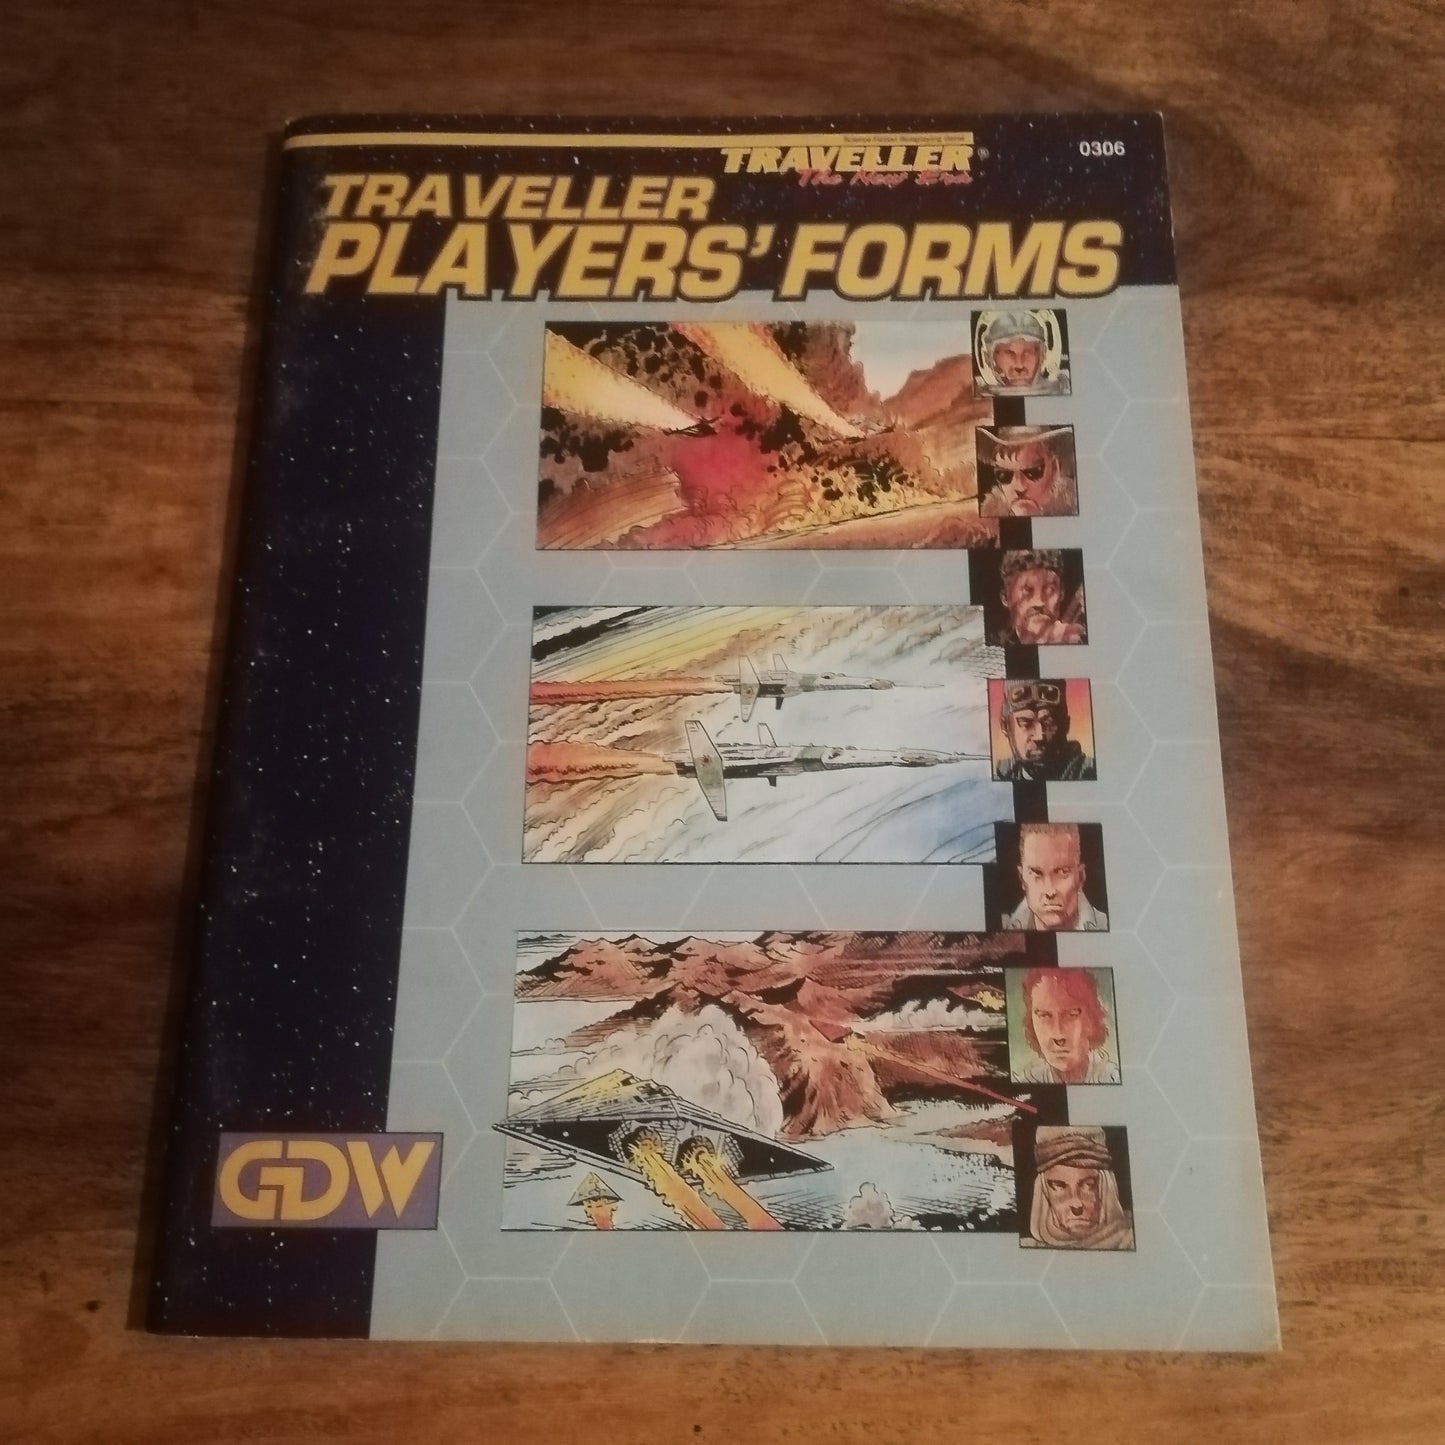 Science-Fiction Roleplaying Game
TRAVELLER®
The New Era
0306
TRAVELLER
PLAYERS' FORMS
GDW